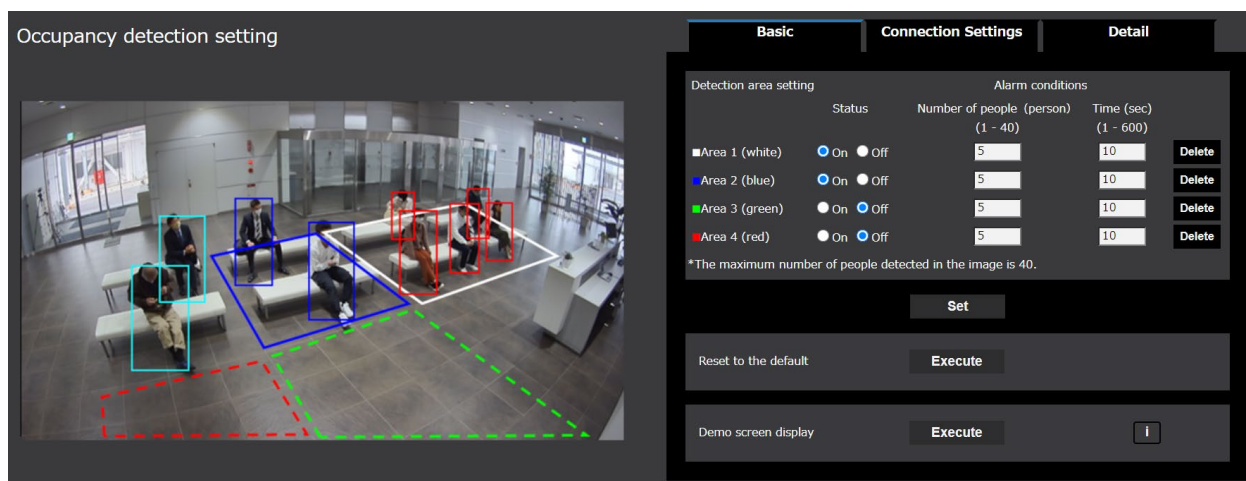 Occupancy detection setting
Basic
Connection Settings
Detail
Detection area setting
Alarm conditions
Status
Number of people (person)
Time (sec)
(1 - 40)
(1 - 600)
Area 1 (white) On Off 5 10 Delete
Area 2 (blue) On Off 5 10 Delete
Area 3 (green) On Off 5 10 Delete
Area 4 (red) On Off 5 10 Delete
*The maximum number of people detected in the image is 40.
Set
Reset to the default Execute
Demo screen display Execute i